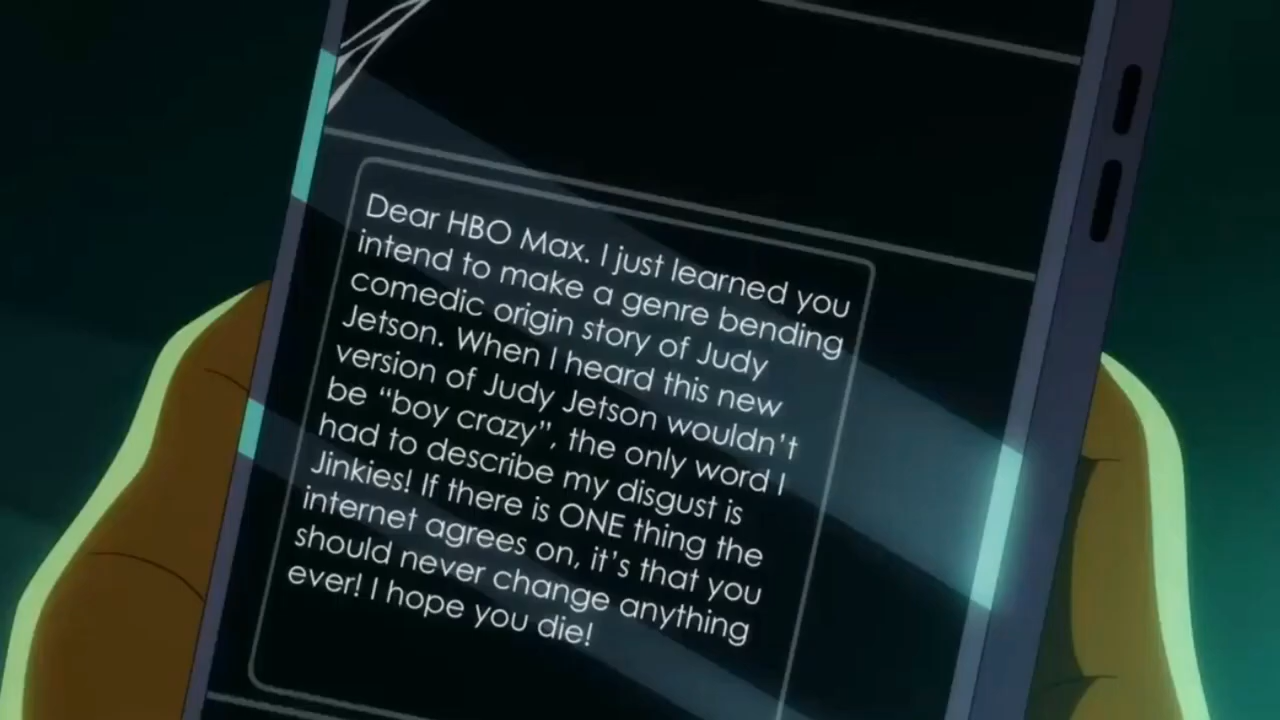 Dear HBO Max. I just learned you
intend to make a genre bending
comedic origin story of Judy
Jetson. When I heard this new
version of Judy Jetson wouldn't
be “boy crazy”, the only word I
had to describe my disgust is
Jinkies! If there is ONE thing the
internet agrees on, it's that you
should never change anything
ever! I hope you die!